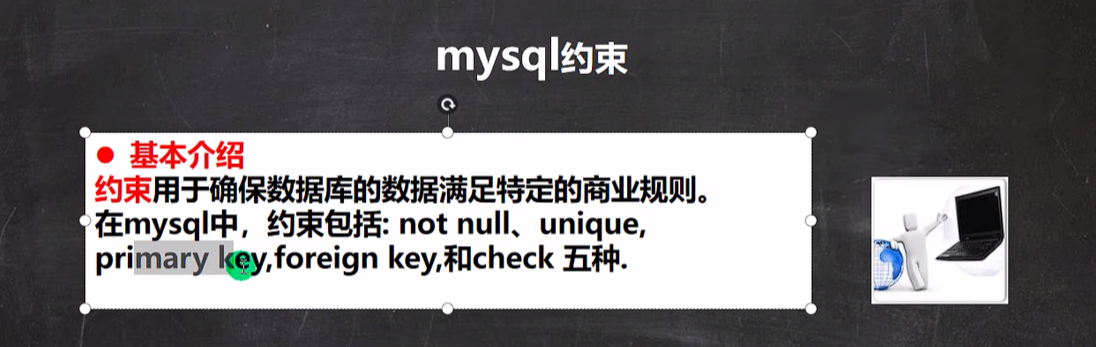 mysql约束
● 基本介绍
约束用于确保数据库的数据满足特定的商业规则。
在mysql中，约束包括: not null、unique,
primary key,foreign key,和check 五种.